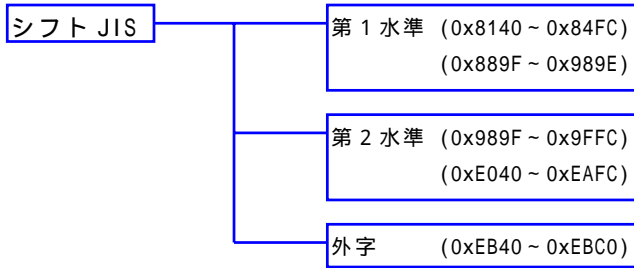 シフト JIS
第１水準 (0x8140 ~ 0x84FC)
(0x889F ~ 0x989E)
第２水準 (0x989F ~ 0x9FFC)
(0xE040 ~ 0xEAFC)
外字 (0xEB40 ~ 0xEBC0)